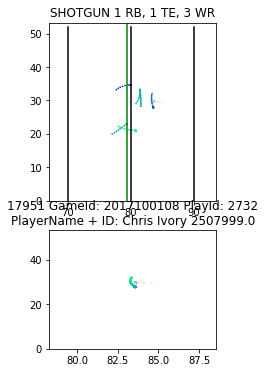 SHOTGUN 1 RB, 1 TE, 3 WR
50
40
30
20
10
0
70 80 90
17951 GameId: 2017100108 PlayId: 2732
PlayerName + ID: Chris Ivory 2507999.0
40
20
0
80.0 82.5 85.0 87.5